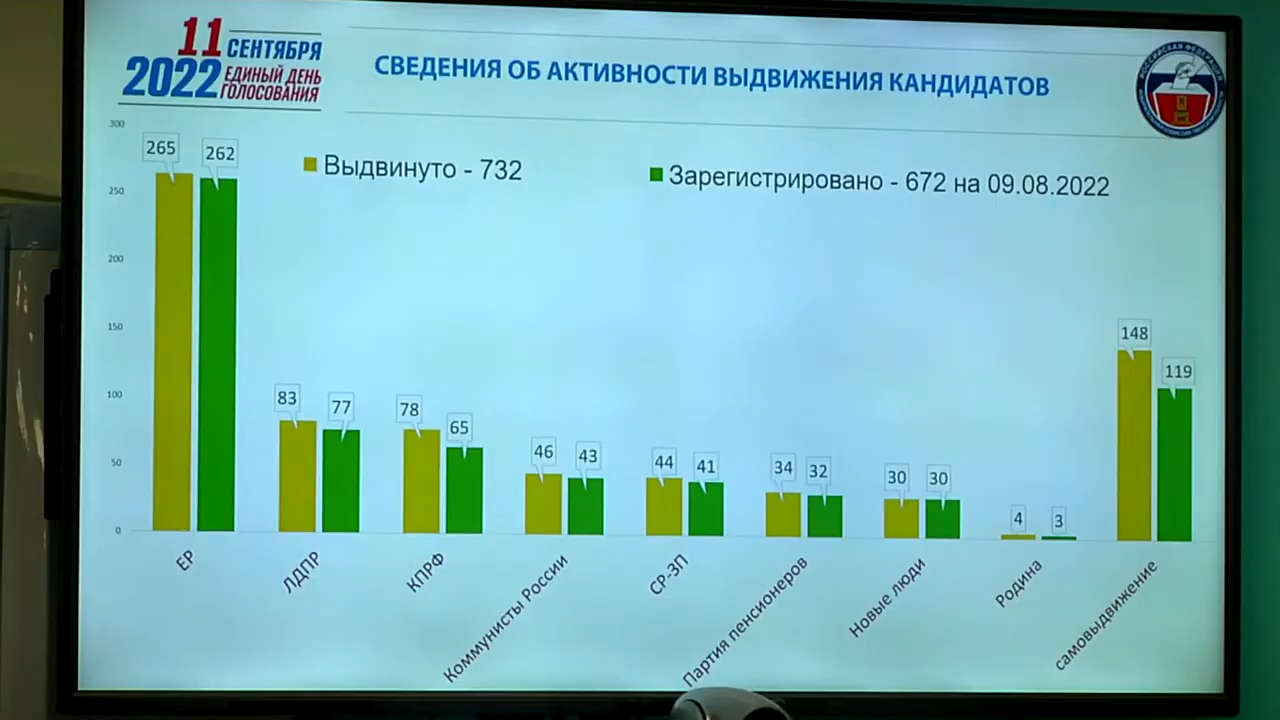 11 СЕНТЯБРЯ
2022 ЕДИНЫЙ ДЕНЬ
ГОЛОСОВАНИЯ
СВЕДЕНИЯ ОБ АКТИВНОСТИ ВЫДВИЖЕНИЯ КАНДИДАТОВ
РОССИЙСКАЯ ФЕДЕРАЦИЯ
Выдвинуто - 732
Зарегистрировано - 672 на 09.08.2022
300
250
200
150
100
50
0
265
262
83
77
78
65
46
43
44
41
34
32
30
30
4
3
148
119
ЕР
ЛДПР
КПРФ
Коммунисты России
СР-ЗП
Партия пенсионеров
Новые люди
Родина
самовыдвижение